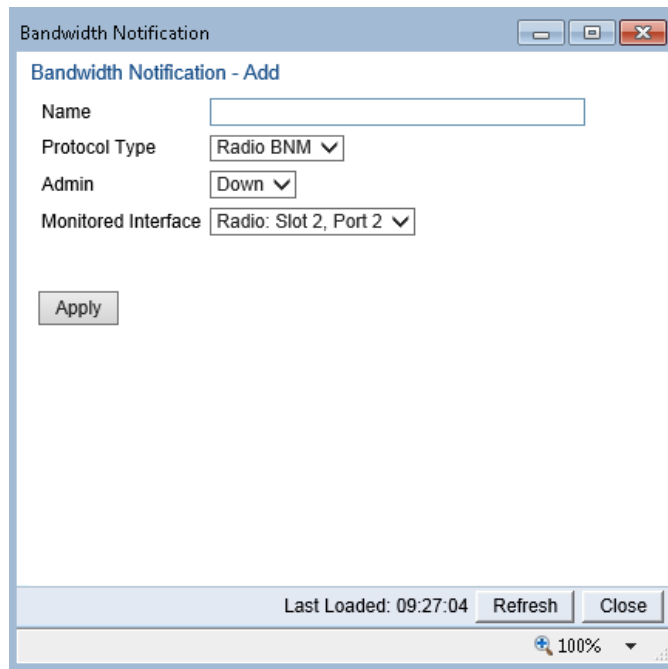 Bandwidth Notification
Bandwidth Notification - Add
Name
Protocol Type Radio BNM
Admin Down
Monitored Interface Radio: Slot 2, Port 2
Apply
Last Loaded: 09:27:04 Refresh Close
100%